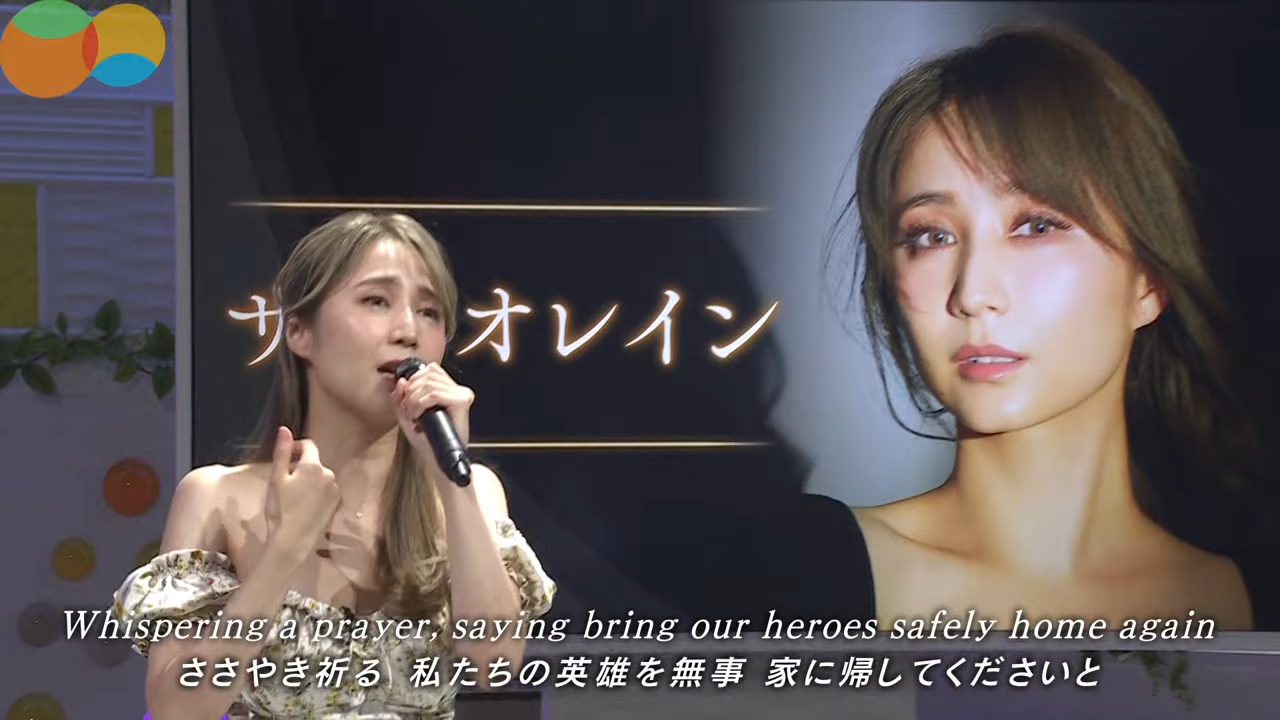 オレイン
Whispering a prayer, saying bring our heroes safely home again
ささやき祈る 私たちの英雄を無事 家に帰してくださいと